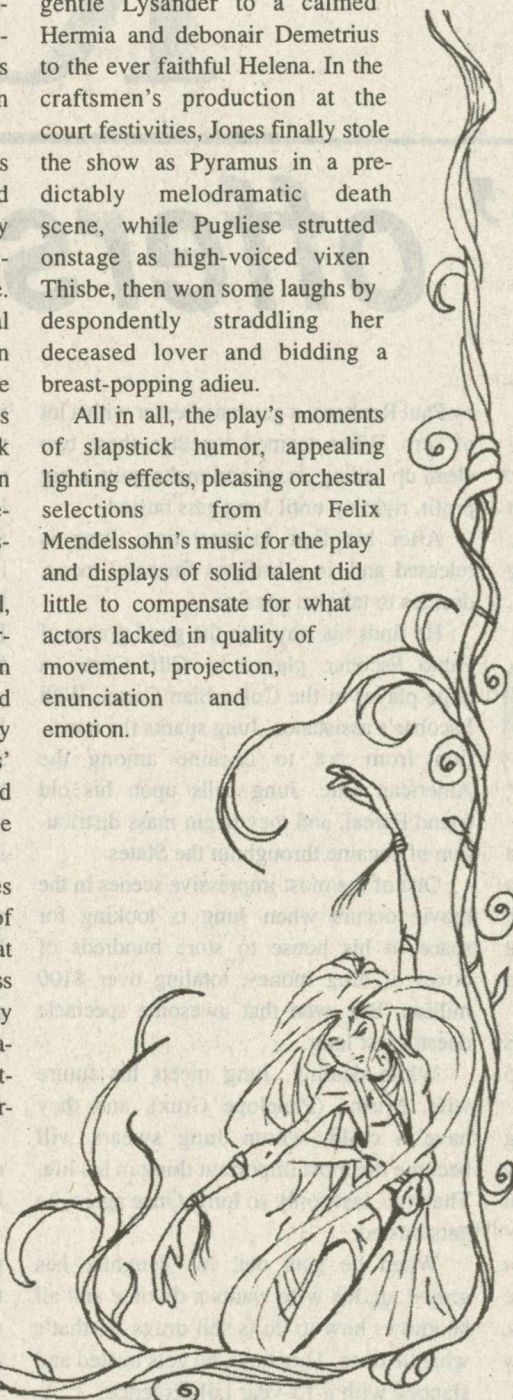 gentle Lysander to a calmed
Hermia and debonair Demetrius
to the ever faithful Helena. In the
craftsmen's production at the
court festivities, Jones finally stole
the show as Pyramus in a pre-
dictably melodramatic death
scene, while Pugliese strutted
onstage as high-voiced vixen
Thisbe, then won some laughs by
despondently straddling her
deceased lover and bidding a
breast-popping adieu.
All in all, the play's moments
of slapstick humor, appealing
lighting effects, pleasing orchestral
selections from Felix
Mendelssohn's music for the play
and displays of solid talent did
little to compensate for what
actors lacked in quality of
movement, projection,
enunciation and
emotion.